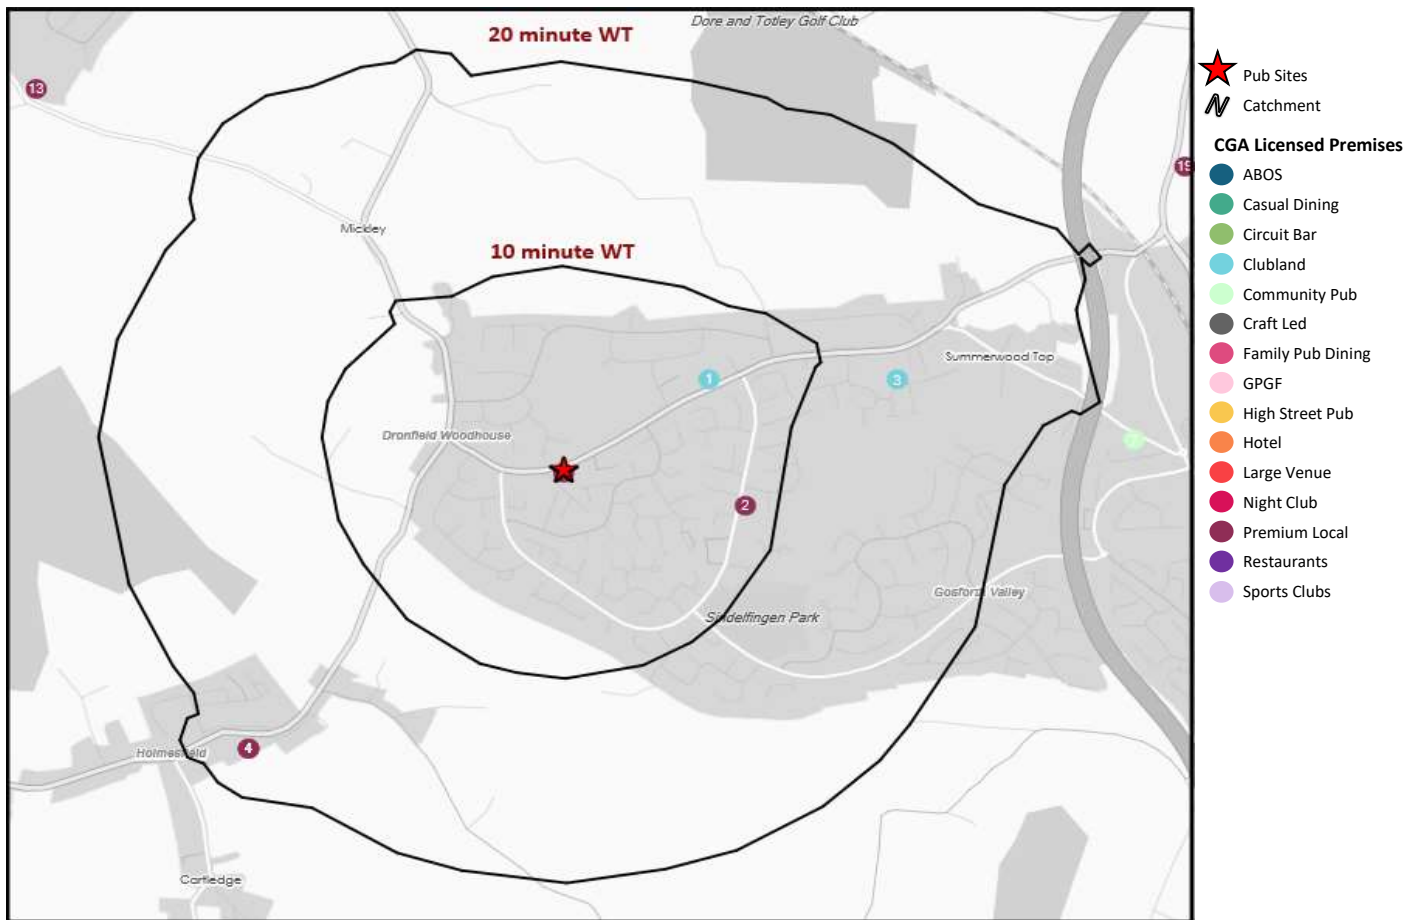 Dore and Totley Golf Club
20 minute WT
13
19
Mickley
10 minute WT
Summerwood Top
1
3
Dronfield Woodhouse
2
Gosforth Valley
Sindelfingen Park
4
Holmesfield
Cartledge
Pub Sites
Catchment
CGA Licensed Premises
ABOS
Casual Dining
Circuit Bar
Clubland
Community Pub
Craft Led
Family Pub Dining
GPGF
High Street Pub
Hotel
Large Venue
Night Club
Premium Local
Restaurants
Sports Clubs